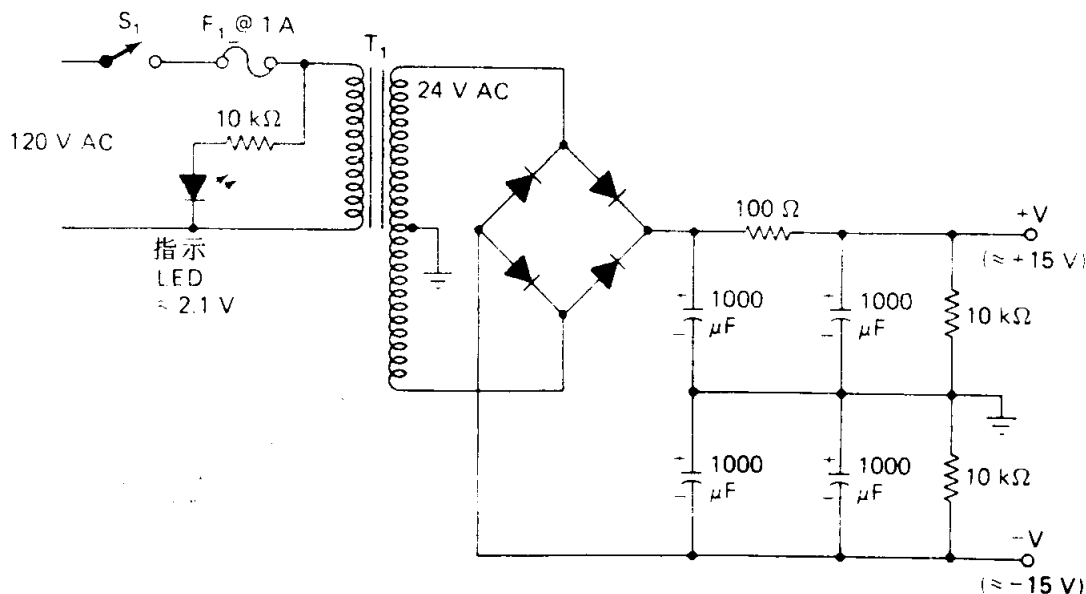 S₁
F₁ @ 1 A
T₁
24 V AC
10 kΩ
120 V AC
指示
LED
≈ 2.1 V
100 Ω
+V
(≈ +15 V)
+
−
1000
μF
+
−
1000
μF
10 kΩ
+
−
1000
μF
+
−
1000
μF
10 kΩ
−V
(≈ −15 V)